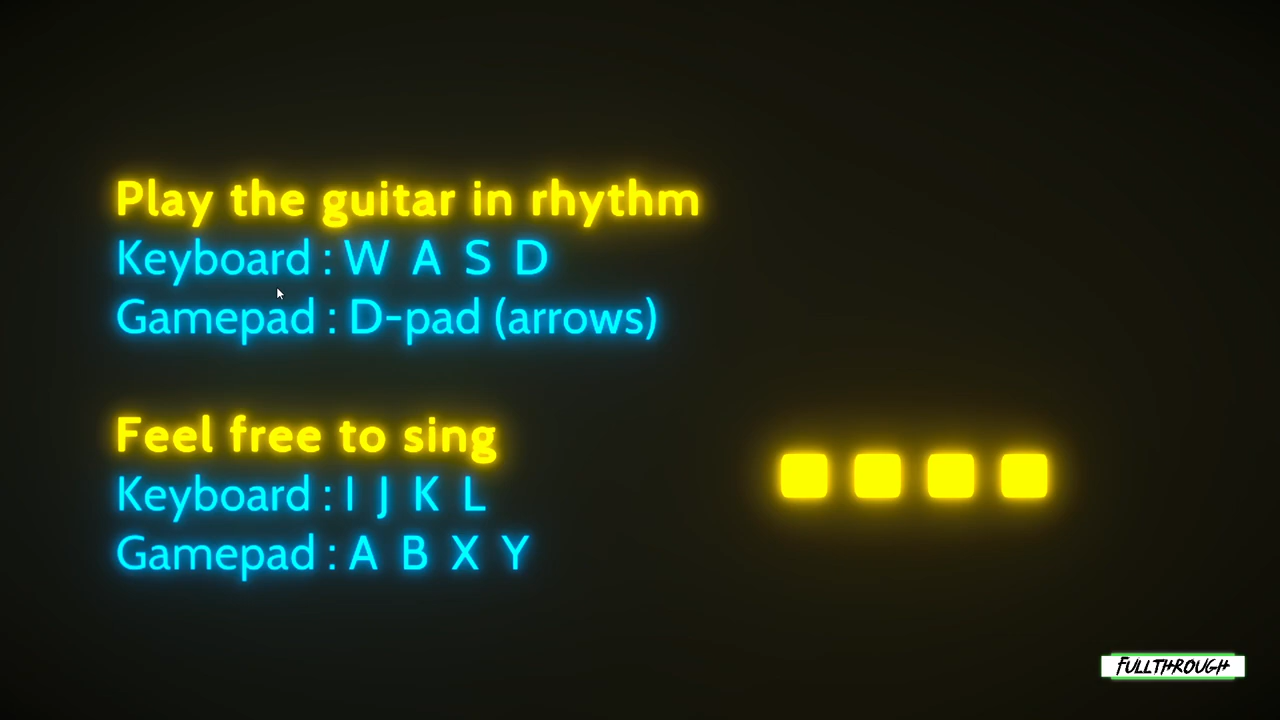 Play the guitar in rhythm
Keyboard : W A S D
Gamepad : D-pad (arrows)
Feel free to sing
Keyboard : I J K L
Gamepad : A B X Y
FULLTHROUGH